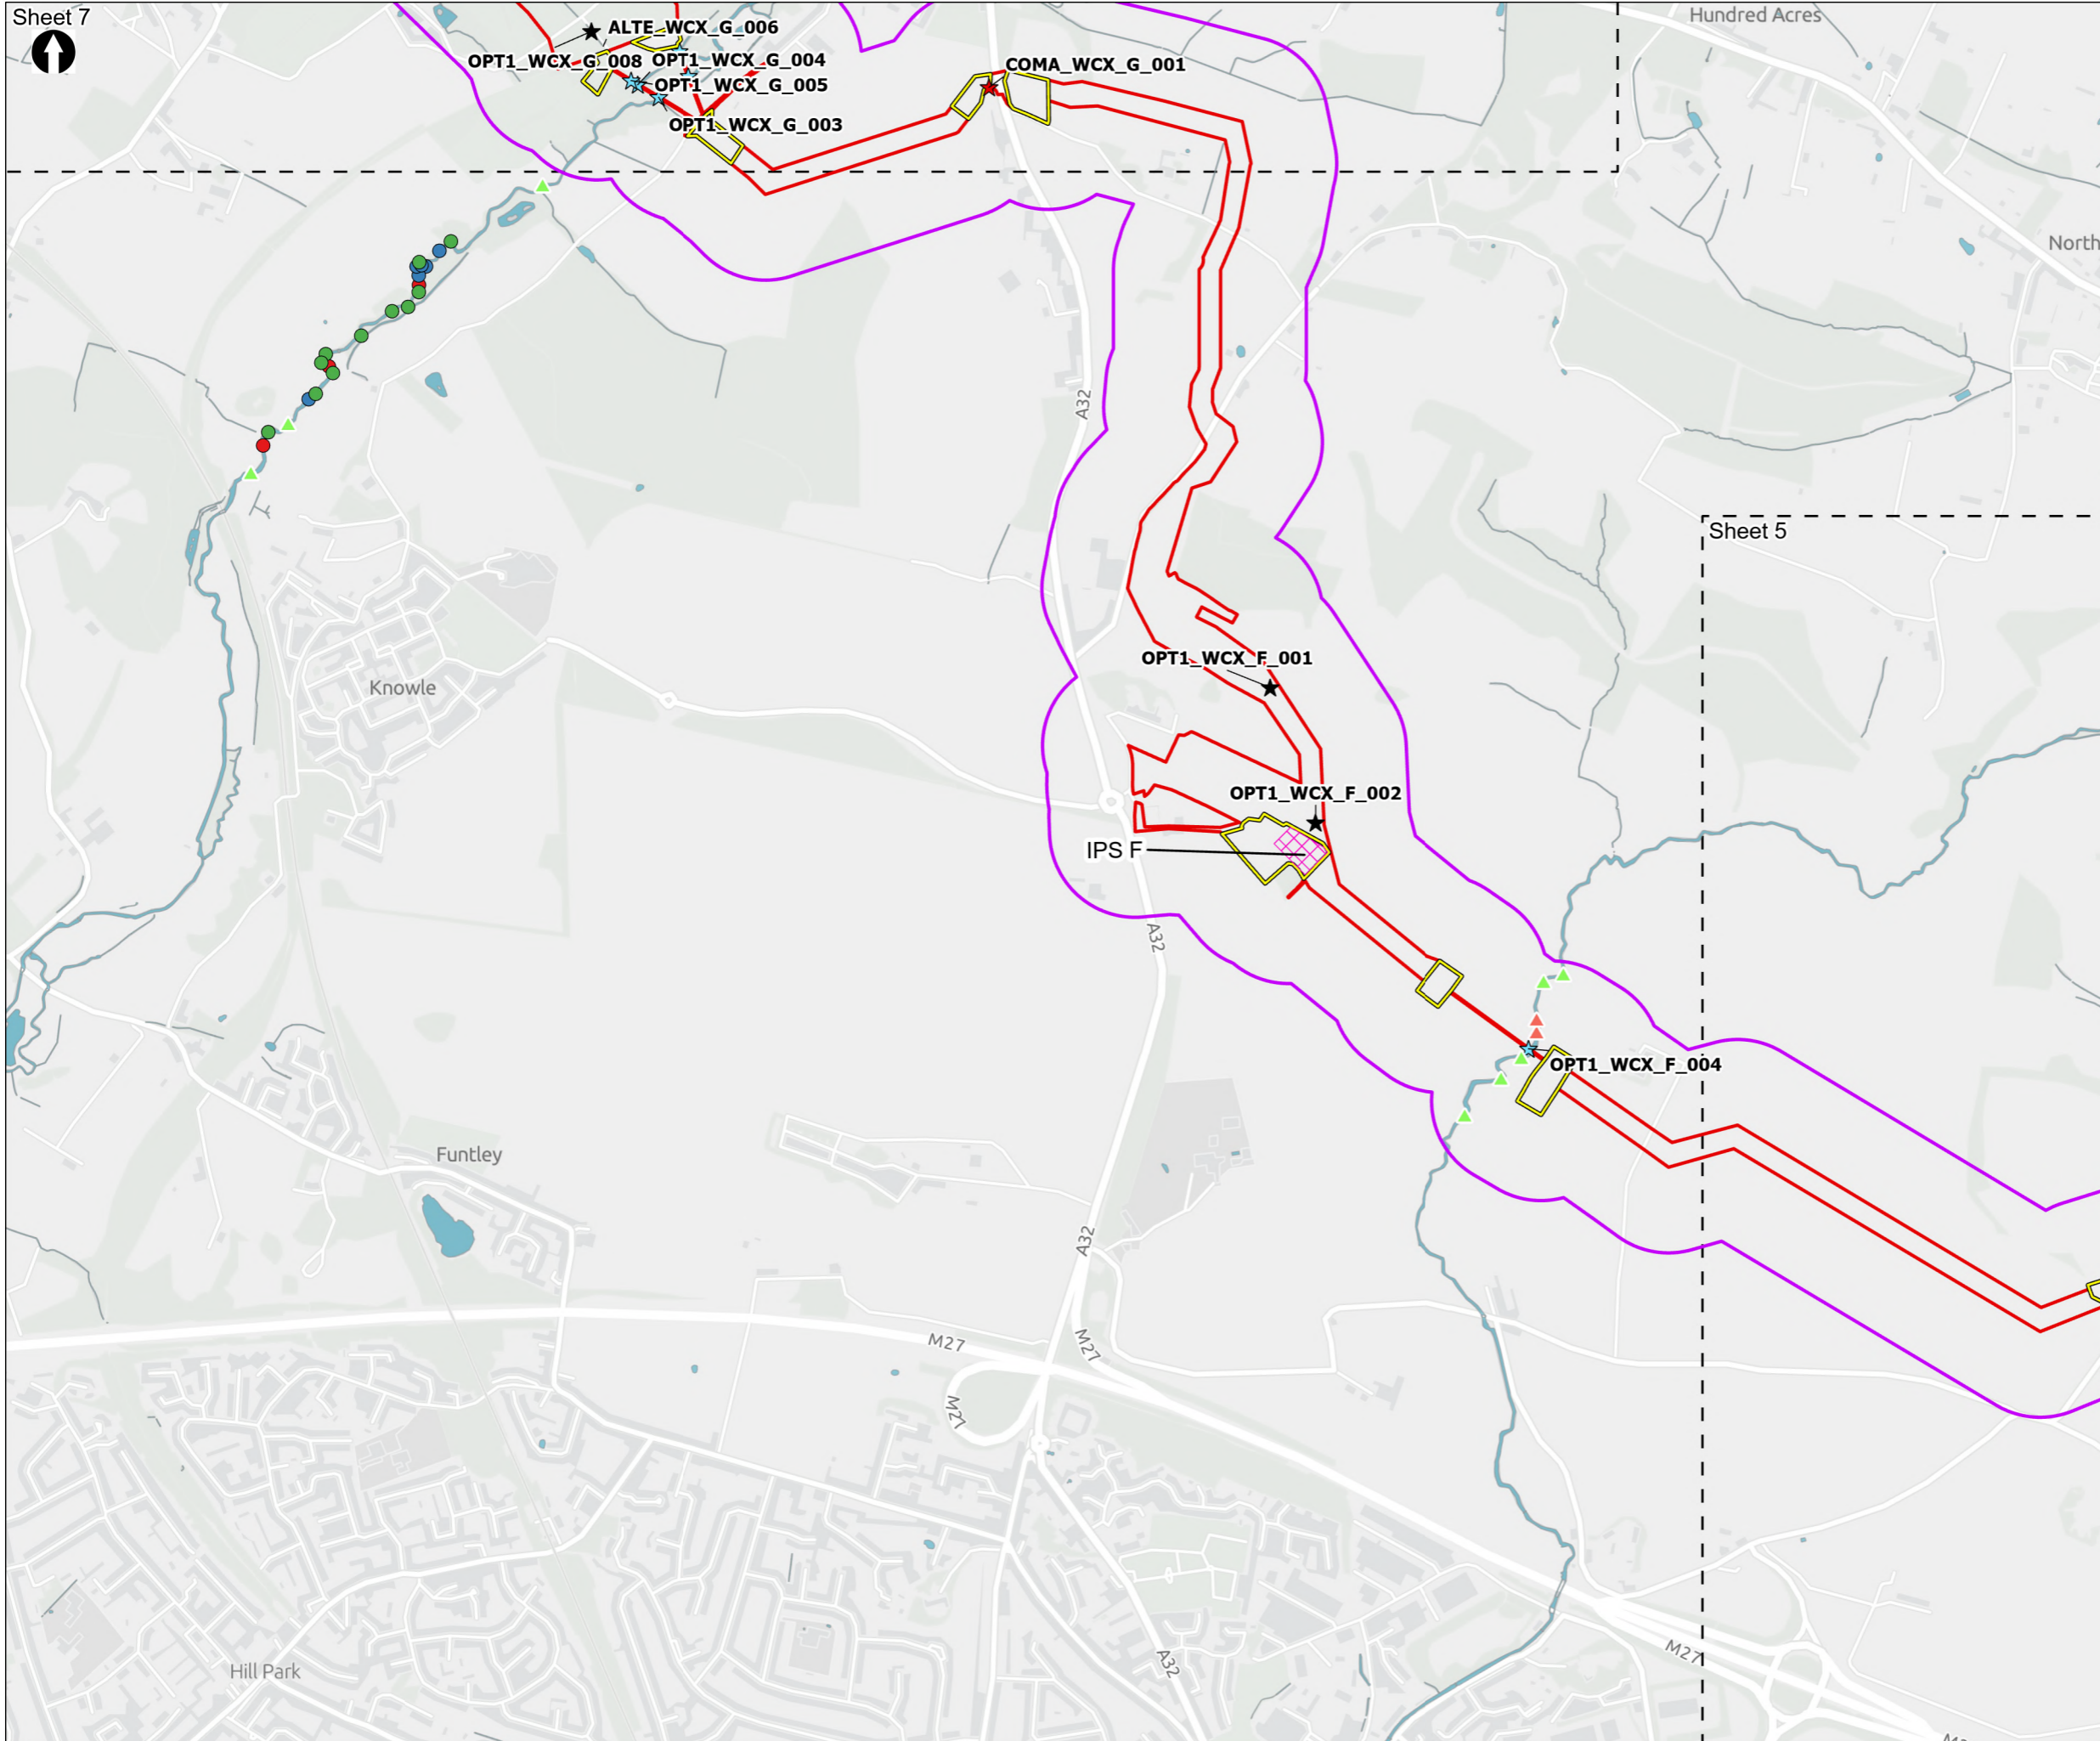 Sheet 7
Hundred Acres
ALTE_WCX_G_006
OPT1_WCX_G_008
OPT1_WCX_G_004
COMA_WCX_G_001
OPT1_WCX_G_005
OPT1_WCX_G_003
North
A32
Sheet 5
OPT1_WCX_F_001
Knowle
OPT1_WCX_F_002
IPS F
A32
OPT1_WCX_F_004
Funtley
A32
M27
M27
M27
M27
A32
Hill Park